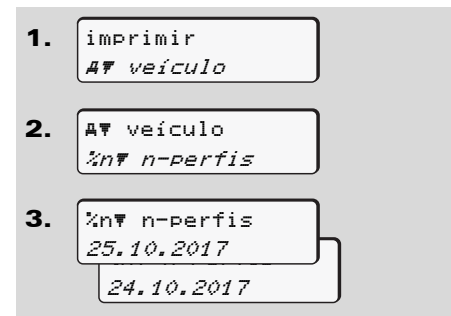 1. imprimir
A▼ veículo
2. A▼ veículo
%n▼ n-perfis
3. %n▼ n-perfis
25.10.2017
24.10.2017